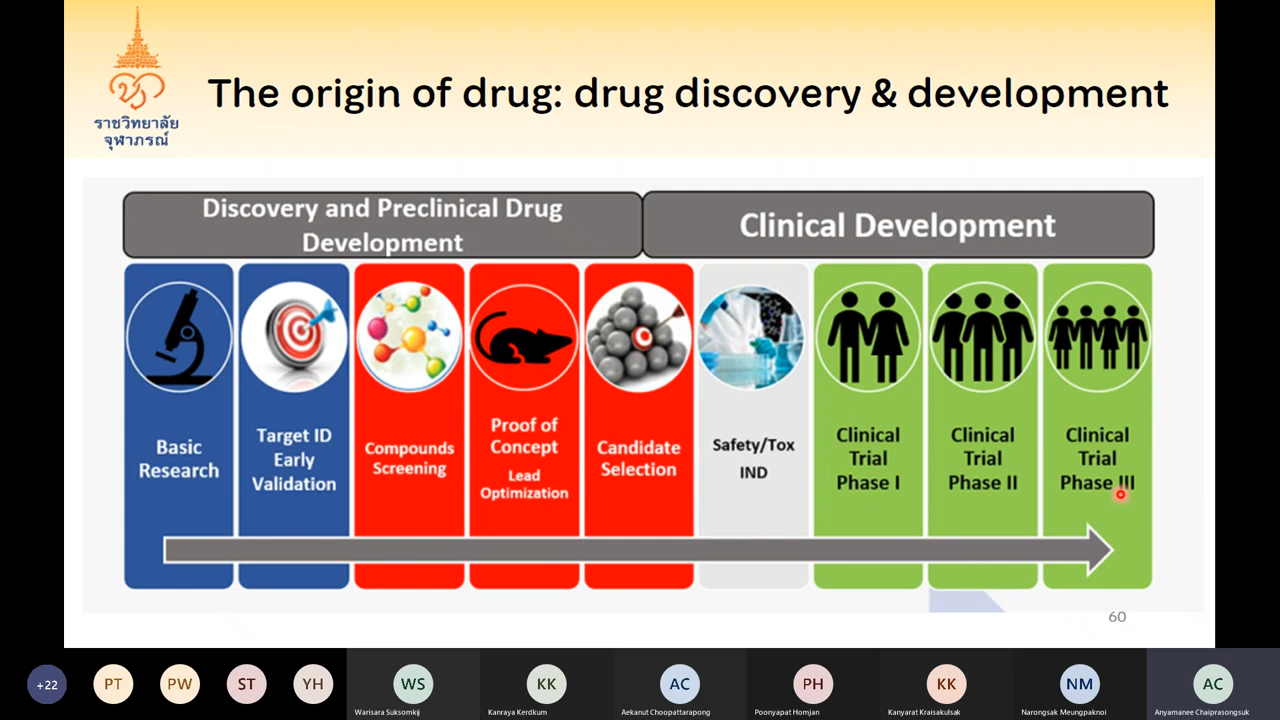 The origin of drug: drug discovery & development
ราชวิทยาลัย
จุฬาภรณ์
Discovery and Preclinical Drug
Development
Clinical Development
Basic
Research
Target ID
Early
Validation
Compounds
Screening
Proof of
Concept
Lead
Optimization
Candidate
Selection
Safety/Tox
IND
Clinical
Trial
Phase I
Clinical
Trial
Phase II
Clinical
Trial
Phase III
60
+22
PT
PW
ST
YH
WS
Warisara Suksomkij
KK
Kanraya Kerdkum
AC
Aekanut Choopattarapong
PH
Poonyapat Homjan
KK
Kanyarat Kraisakulsak
NM
Narongsak Meungpaknoi
AC
Anyamanee Chaiprasongsuk